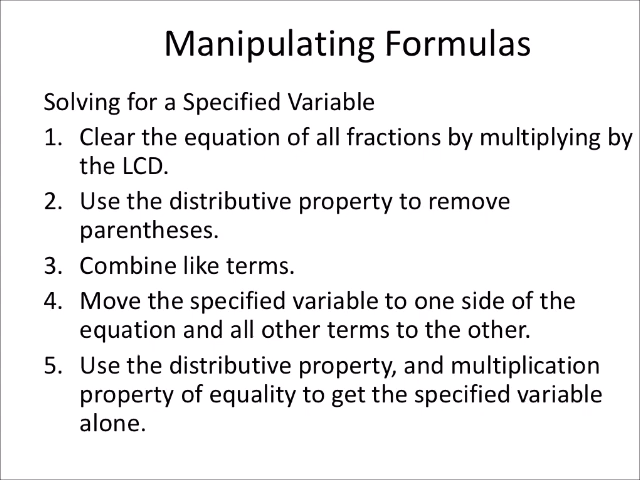 Manipulating Formulas
Solving for a Specified Variable
1. Clear the equation of all fractions by multiplying by
the LCD.
2. Use the distributive property to remove
parentheses.
3. Combine like terms.
4. Move the specified variable to one side of the
equation and all other terms to the other.
5. Use the distributive property, and multiplication
property of equality to get the specified variable
alone.